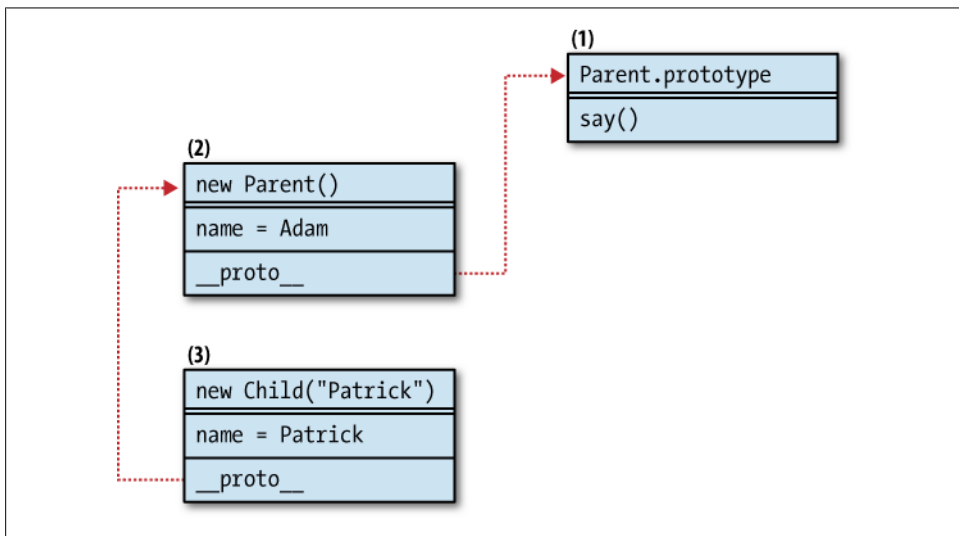 (1)
Parent.prototype
say()
(2)
new Parent()
name = Adam
__proto__
(3)
new Child("Patrick")
name = Patrick
__proto__